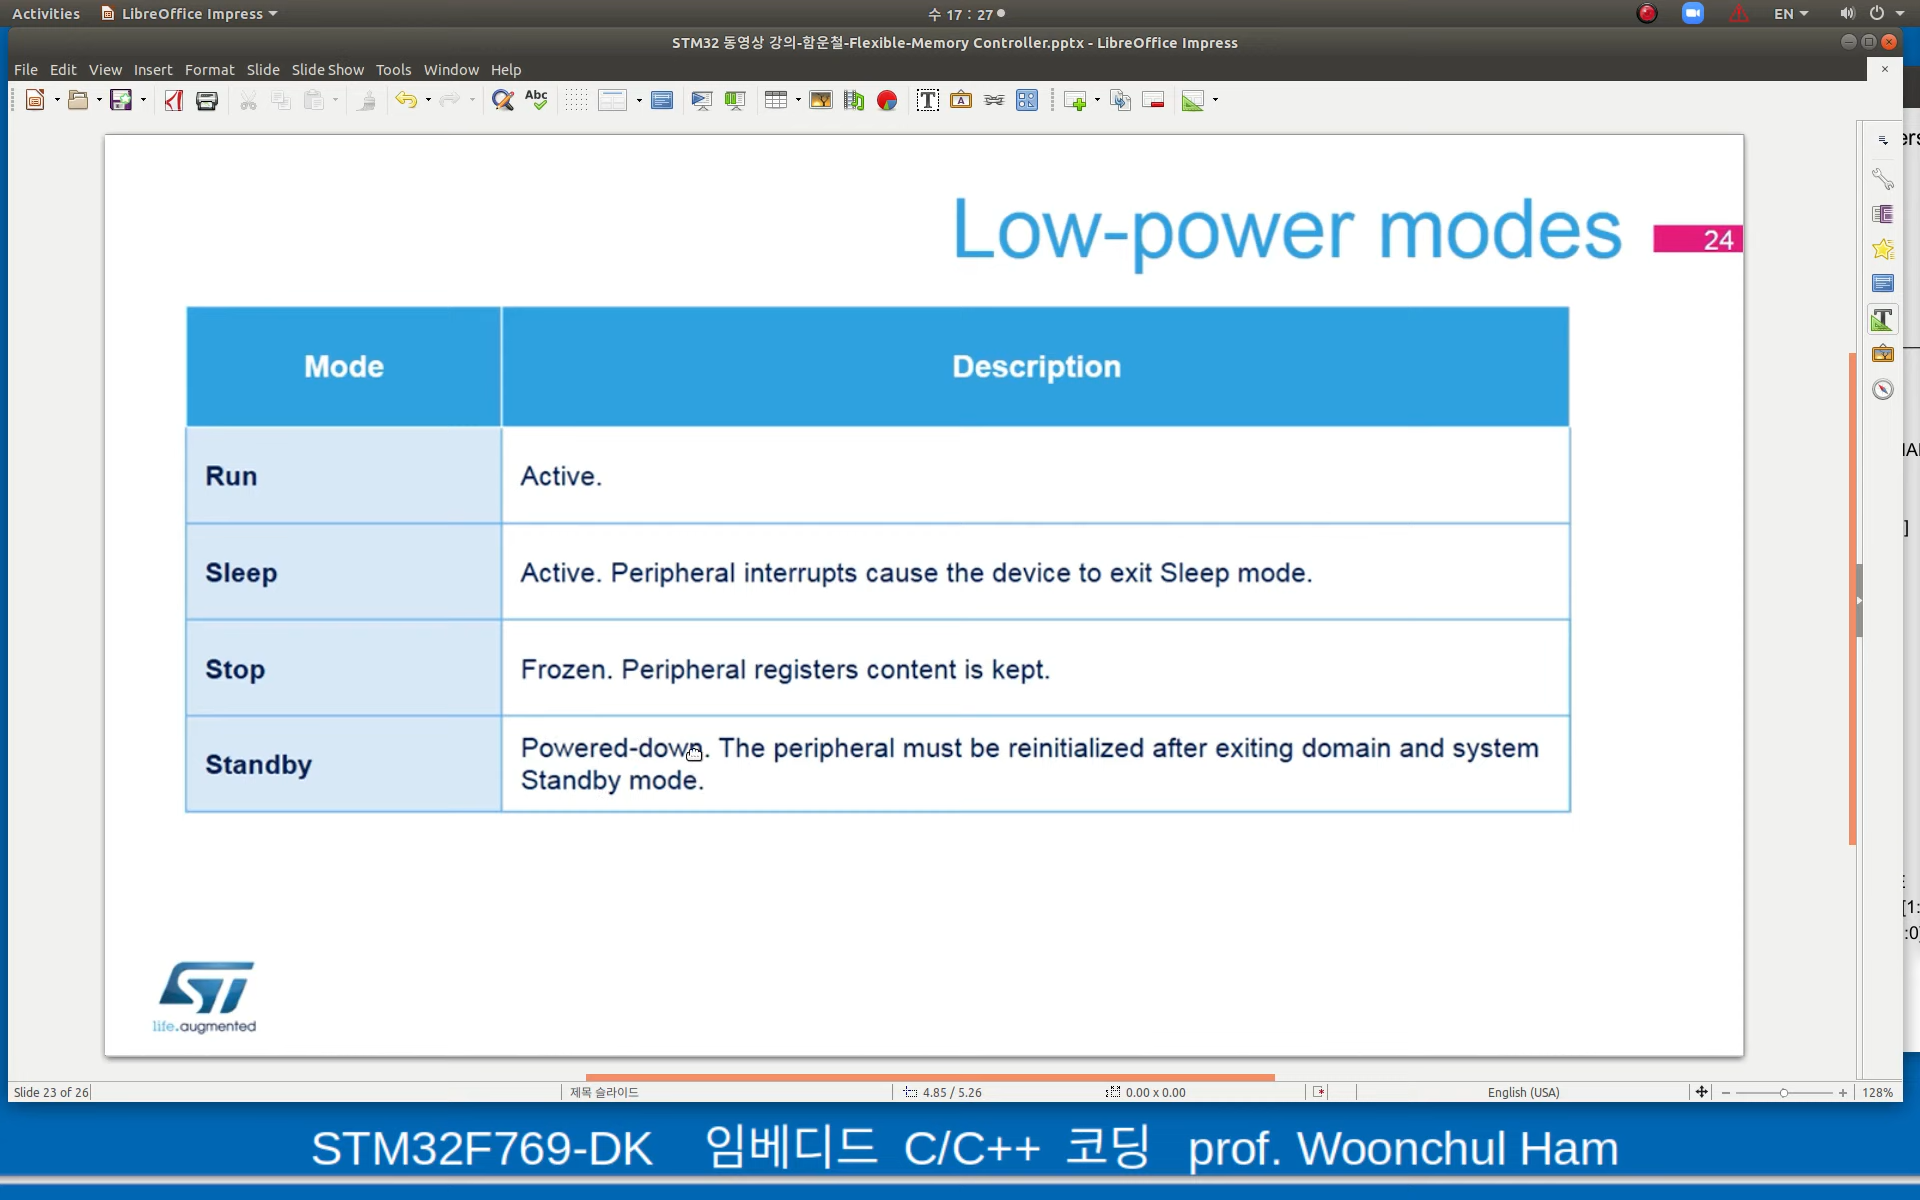 Activities LibreOffice Impress 수 17 : 27 EN
STM32 동영상 강의-함운철-Flexible-Memory Controller.pptx - LibreOffice Impress
File Edit View Insert Format Slide Slide Show Tools Window Help
Abc
Low-power modes 24
Mode Description
Run Active.
Sleep Active. Peripheral interrupts cause the device to exit Sleep mode.
Stop Frozen. Peripheral registers content is kept.
Standby Powered-down. The peripheral must be reinitialized after exiting domain and system
Standby mode.
ST
life.augmented
Slide 23 of 26 제목 슬라이드 4.85 / 5.26 0.00 x 0.00 English (USA) 128%
STM32F769-DK 임베디드 C/C++ 코딩 prof. Woonchul Ham